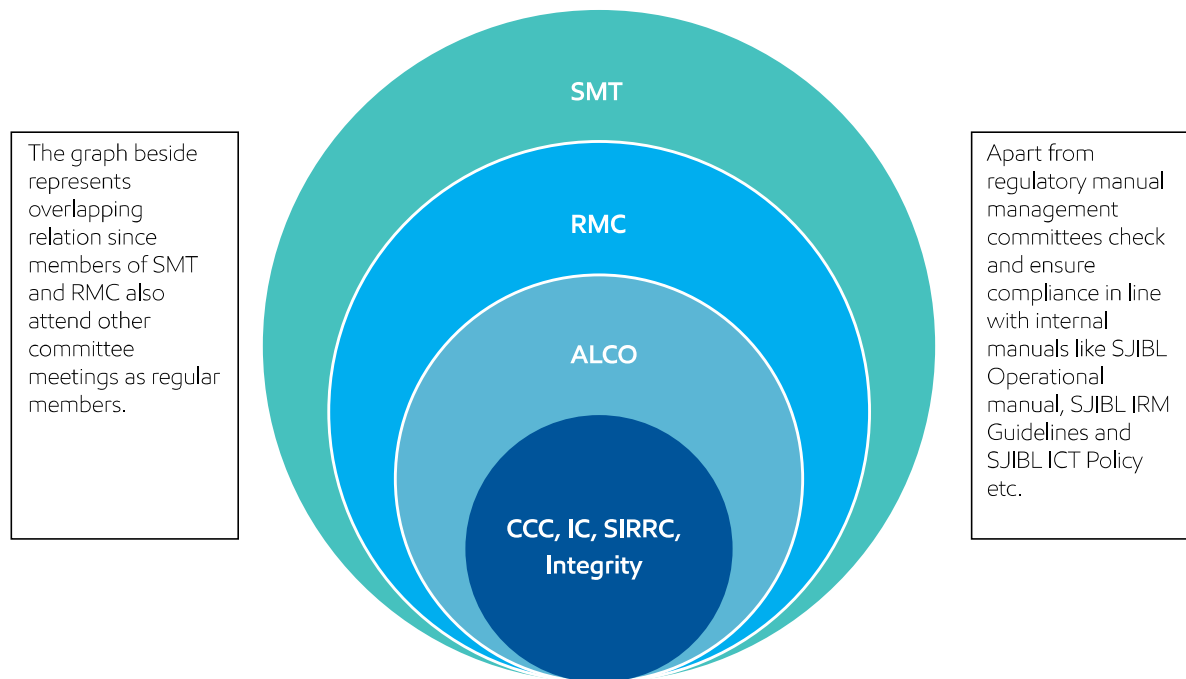 The graph beside
represents
overlapping
relation since
members of SMT
and RMC also
attend other
committee
meetings as regular
members.
SMT
RMC
ALCO
CCC, IC, SIRRC,
Integrity
Apart from
regulatory manual
management
committees check
and ensure
compliance in line
with internal
manuals like SJIBL
Operational
manual, SJIBL IRM
Guidelines and
SJIBL ICT Policy
etc.